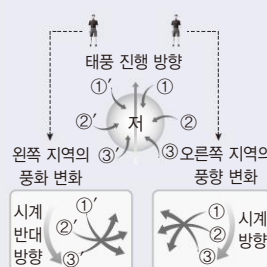 태풍 진행 방향
①′ ①
②′ 저 ②
③′ ③
왼쪽 지역의 오른쪽 지역의
풍화 변화 풍향 변화
시계
반대
방향
①′
②′
③′
①
②
③
시계
방향